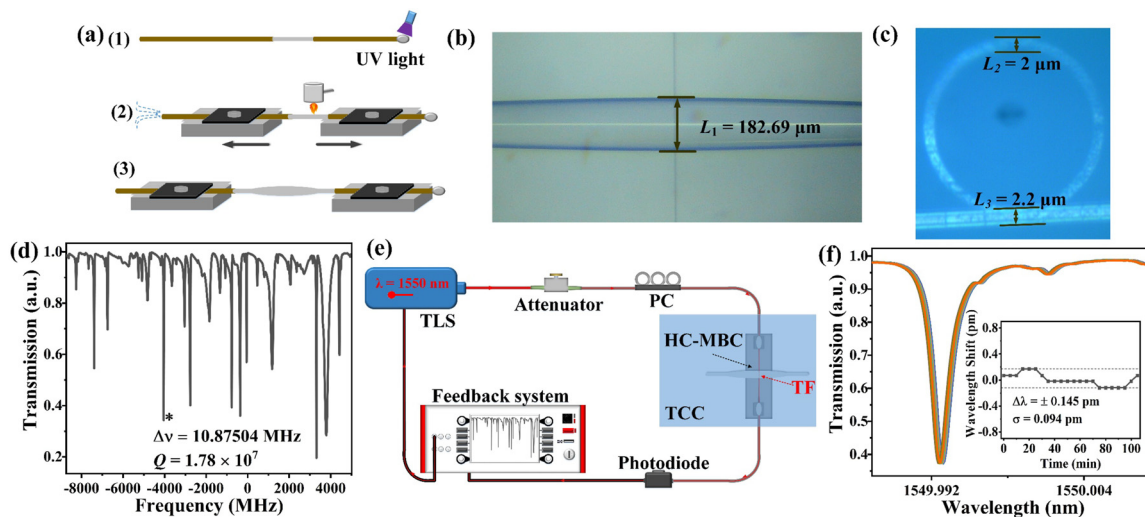 (a)
(1)
UV light
(2)
(3)
(b)
L₁ = 182.69 µm
(c)
L₂ = 2 µm
L₃ = 2.2 µm
(d)
Transmission (a.u.)
1.0
0.8
0.6
0.4
0.2
*
Δν = 10.87504 MHz
Q = 1.78 × 10⁷
-8000 -6000 -4000 -2000 0 2000 4000
Frequency (MHz)
(e)
λ = 1550 nm
TLS
Attenuator
PC
HC-MBC
TF
TCC
Feedback system
Photodiode
(f)
Transmission (a.u.)
1.0
0.9
0.8
0.7
0.6
0.5
0.4
Wavelength Shift (pm)
0.8
0.4
0.0
-0.4
-0.8
Δλ = ± 0.145 pm
σ = 0.094 pm
0 20 40 60 80 100
Time (min)
1549.992 1550.004
Wavelength (nm)